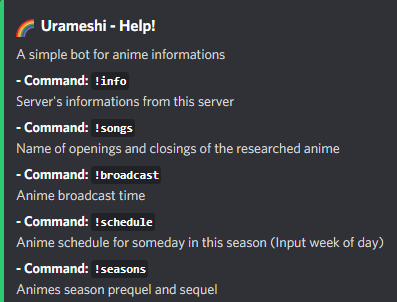 🌈 Urameshi - Help!
A simple bot for anime informations
- Command: !info
Server's informations from this server
- Command: !songs
Name of openings and closings of the researched anime
- Command: !broadcast
Anime broadcast time
- Command: !schedule
Anime schedule for someday in this season (Input week of day)
- Command: !seasons
Animes season prequel and sequel